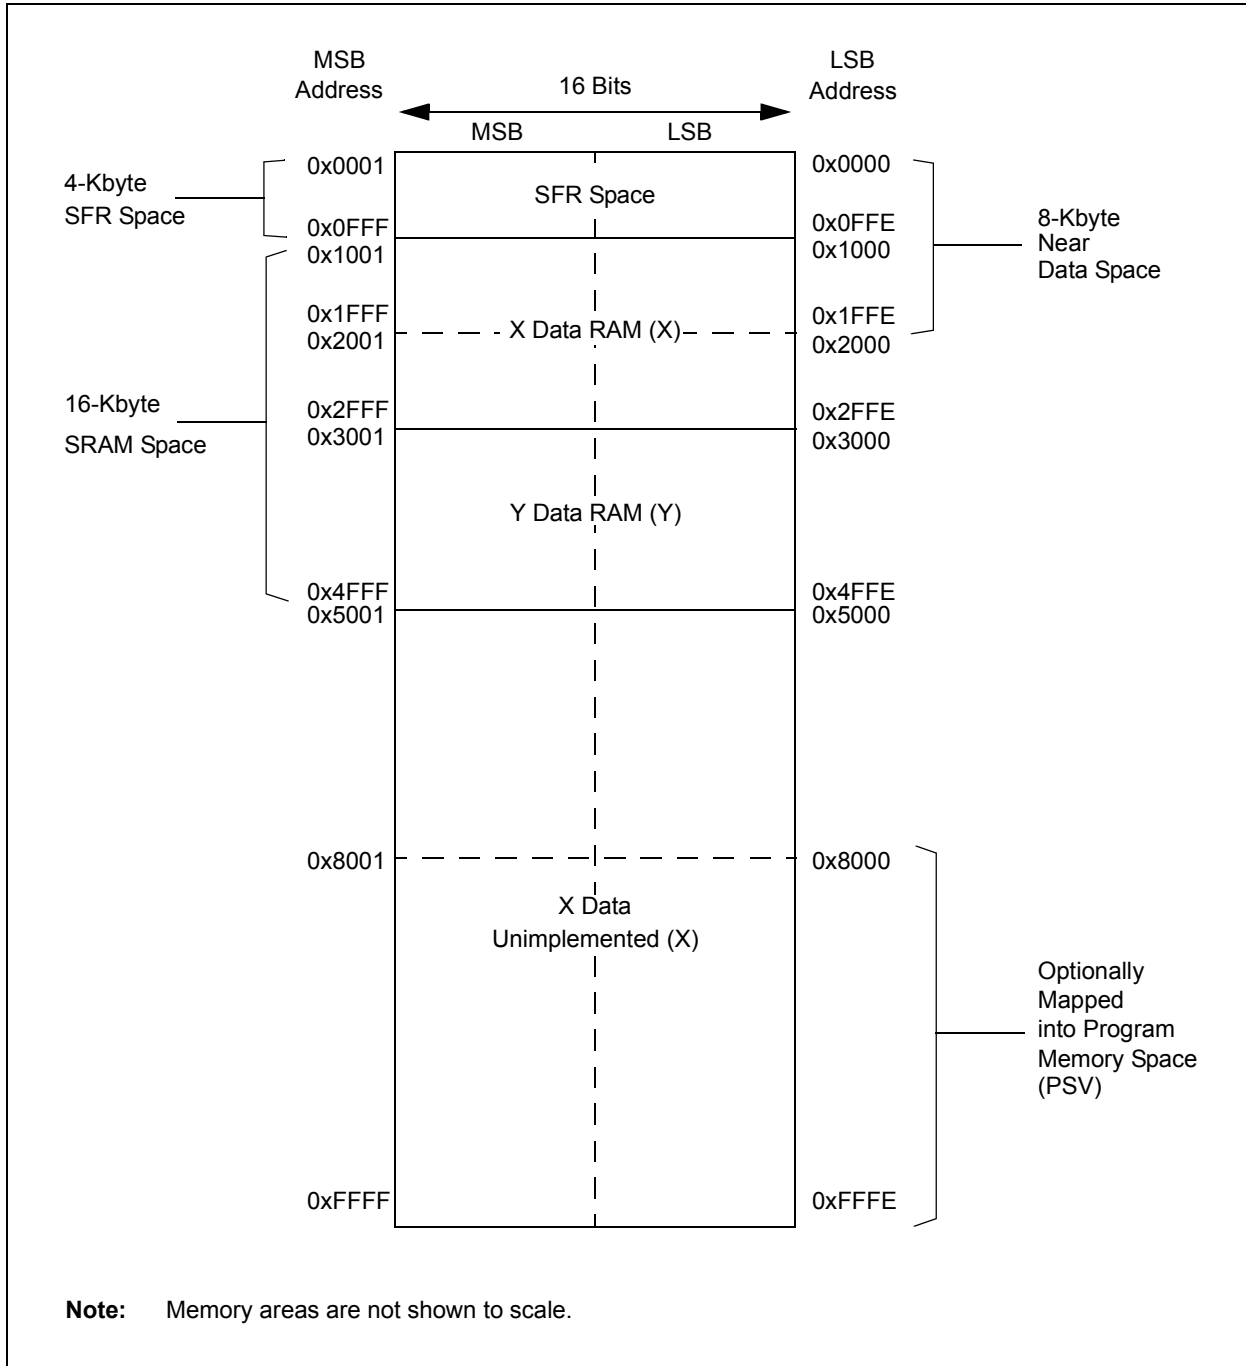 MSB
Address
LSB
Address
16 Bits
MSB
LSB
0x0001
0x0000
4-Kbyte
SFR Space
SFR Space
0x0FFF
0x0FFE
0x1001
0x1000
8-Kbyte
Near
Data Space
0x1FFF
0x1FFE
X Data RAM (X)
0x2001
0x2000
16-Kbyte
SRAM Space
0x2FFF
0x2FFE
0x3001
0x3000
Y Data RAM (Y)
0x4FFF
0x4FFE
0x5001
0x5000
0x8001
0x8000
X Data
Unimplemented (X)
Optionally
Mapped
into Program
Memory Space
(PSV)
0xFFFF
0xFFFE
Note: Memory areas are not shown to scale.